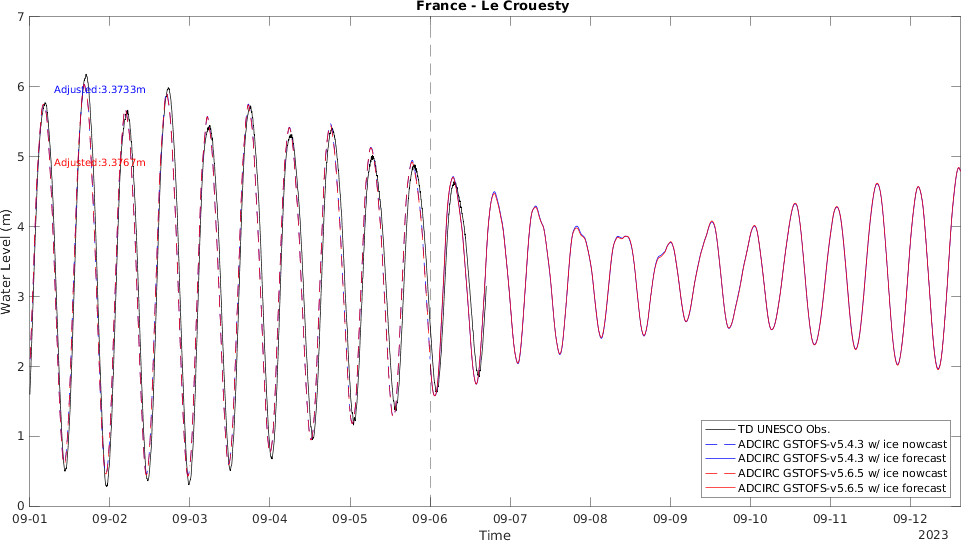 France - Le Crouesty
7
6
5
4
3
2
1
0
Water Level (m)
Adjusted:3.3733m
Adjusted:3.3767m
TD UNESCO Obs.
ADCIRC GSTOFS-v5.4.3 w/ ice nowcast
ADCIRC GSTOFS-v5.4.3 w/ ice forecast
ADCIRC GSTOFS-v5.6.5 w/ ice nowcast
ADCIRC GSTOFS-v5.6.5 w/ ice forecast
09-01 09-02 09-03 09-04 09-05 09-06 09-07 09-08 09-09 09-10 09-11 09-12
Time
2023